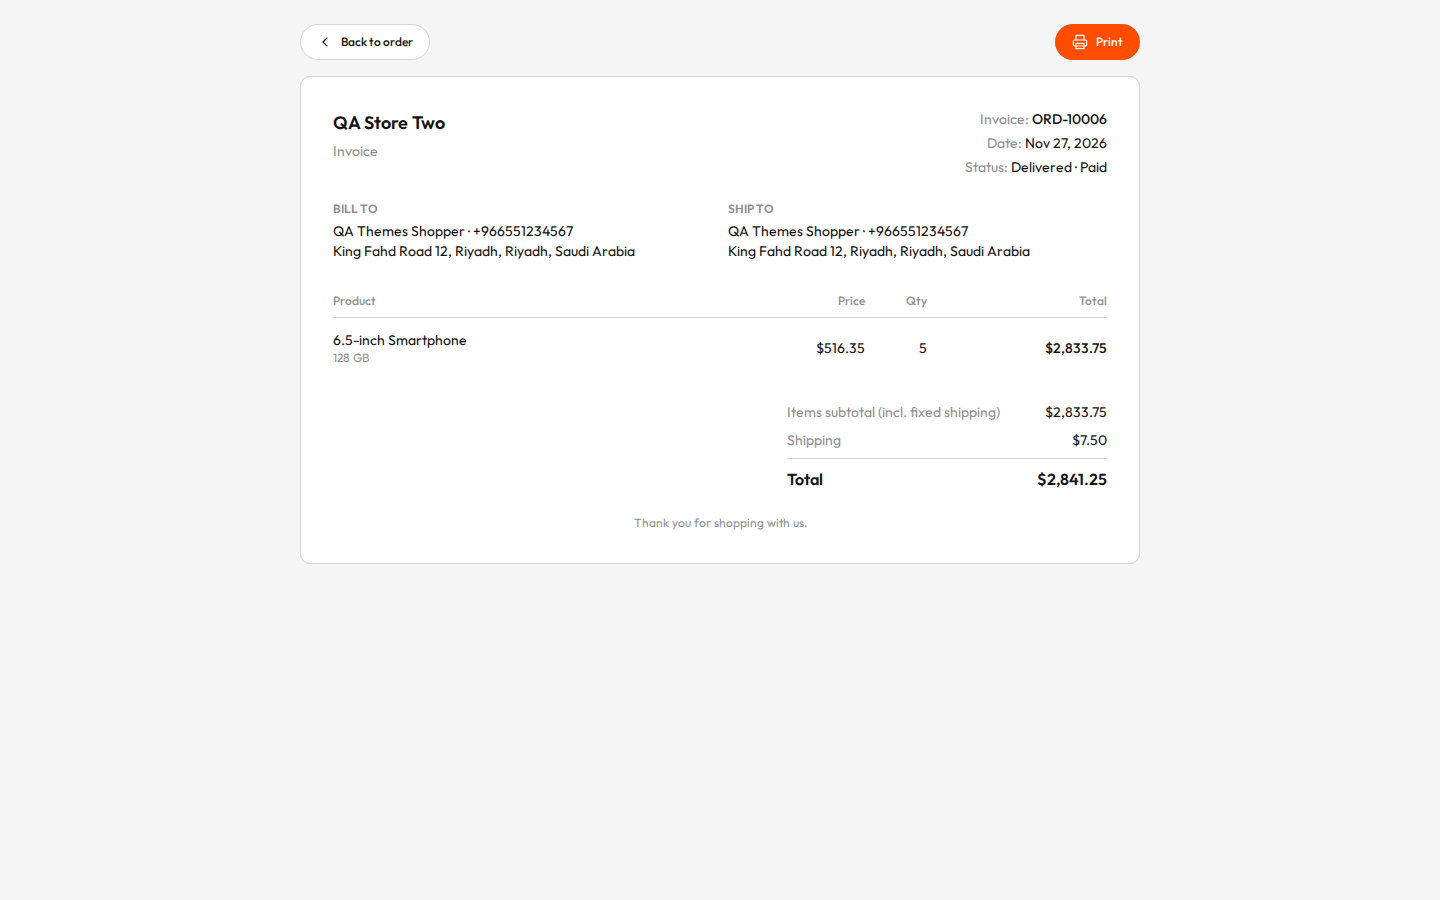 Back to order
Print
QA Store Two
Invoice
Invoice: ORD-10006
Date: Nov 27, 2026
Status: Delivered · Paid
BILL TO
QA Themes Shopper · +966551234567
King Fahd Road 12, Riyadh, Riyadh, Saudi Arabia
SHIP TO
QA Themes Shopper · +966551234567
King Fahd Road 12, Riyadh, Riyadh, Saudi Arabia
Product Price Qty Total
6.5-inch Smartphone
128 GB
$516.35 5 $2,833.75
Items subtotal (incl. fixed shipping) $2,833.75
Shipping $7.50
Total $2,841.25
Thank you for shopping with us.